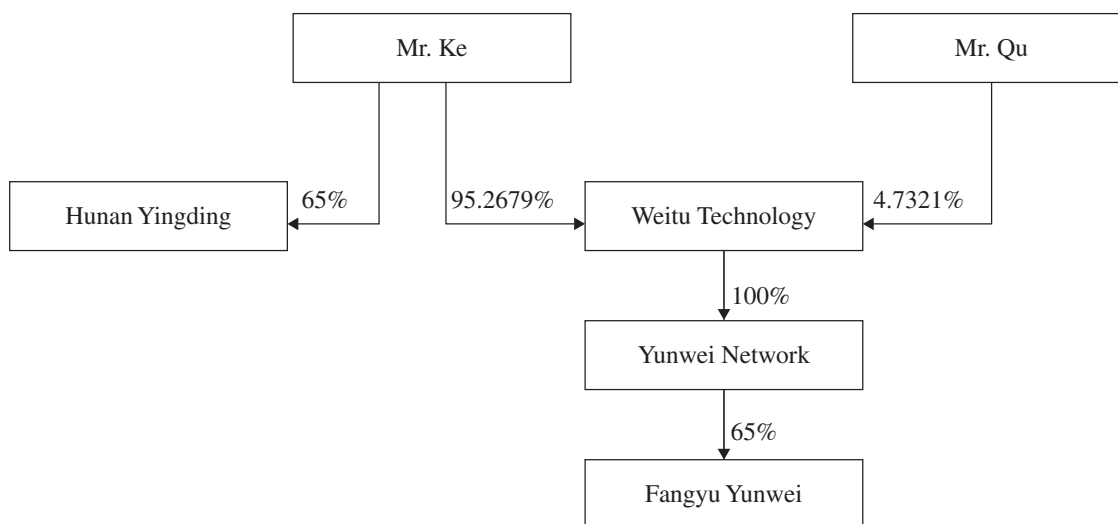 Mr. Ke
Mr. Qu
65%
95.2679%
4.7321%
Hunan Yingding
Weitu Technology
100%
Yunwei Network
65%
Fangyu Yunwei